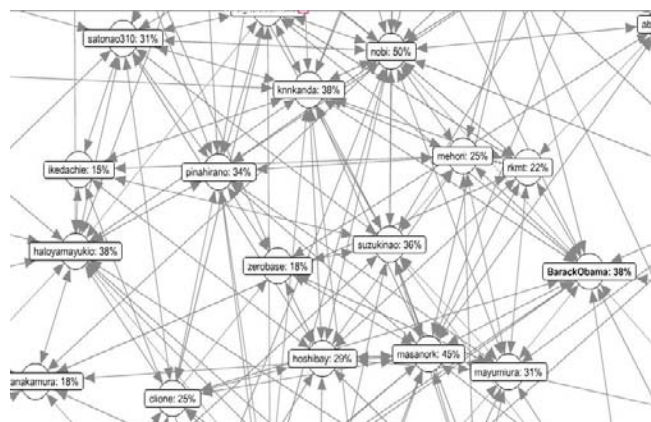 satonao310: 31%
nobi: 50%
knnkanda: 38%
mehori: 25%
ikedachie: 15%
pinahirano: 34%
rkmt: 22%
hatoyamayukio: 38%
suzukinao: 36%
zerobase: 18%
BarackObama: 38%
hoshibay: 29%
masanork: 45%
mayumiura: 31%
anakamura: 18%
clione: 25%